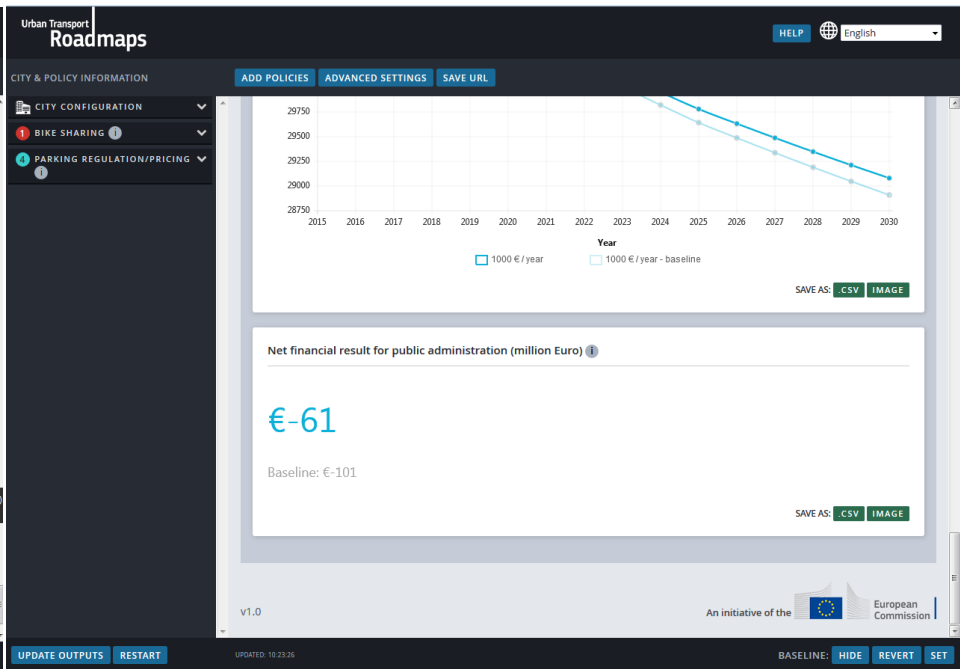 Urban Transport
Roadmaps
HELP
English
CITY & POLICY INFORMATION
ADD POLICIES
ADVANCED SETTINGS
SAVE URL
CITY CONFIGURATION
1 BIKE SHARING i
4 PARKING REGULATION/PRICING
i
29750
29500
29250
29000
28750
2015 2016 2017 2018 2019 2020 2021 2022 2023 2024 2025 2026 2027 2028 2029 2030
Year
1000 € / year
1000 € / year - baseline
SAVE AS: .CSV IMAGE
Net financial result for public administration (million Euro) i
€-61
Baseline: €-101
SAVE AS: .CSV IMAGE
v1.0
An initiative of the
European
Commission
UPDATE OUTPUTS
RESTART
UPDATED: 10:23:26
BASELINE: HIDE REVERT SET